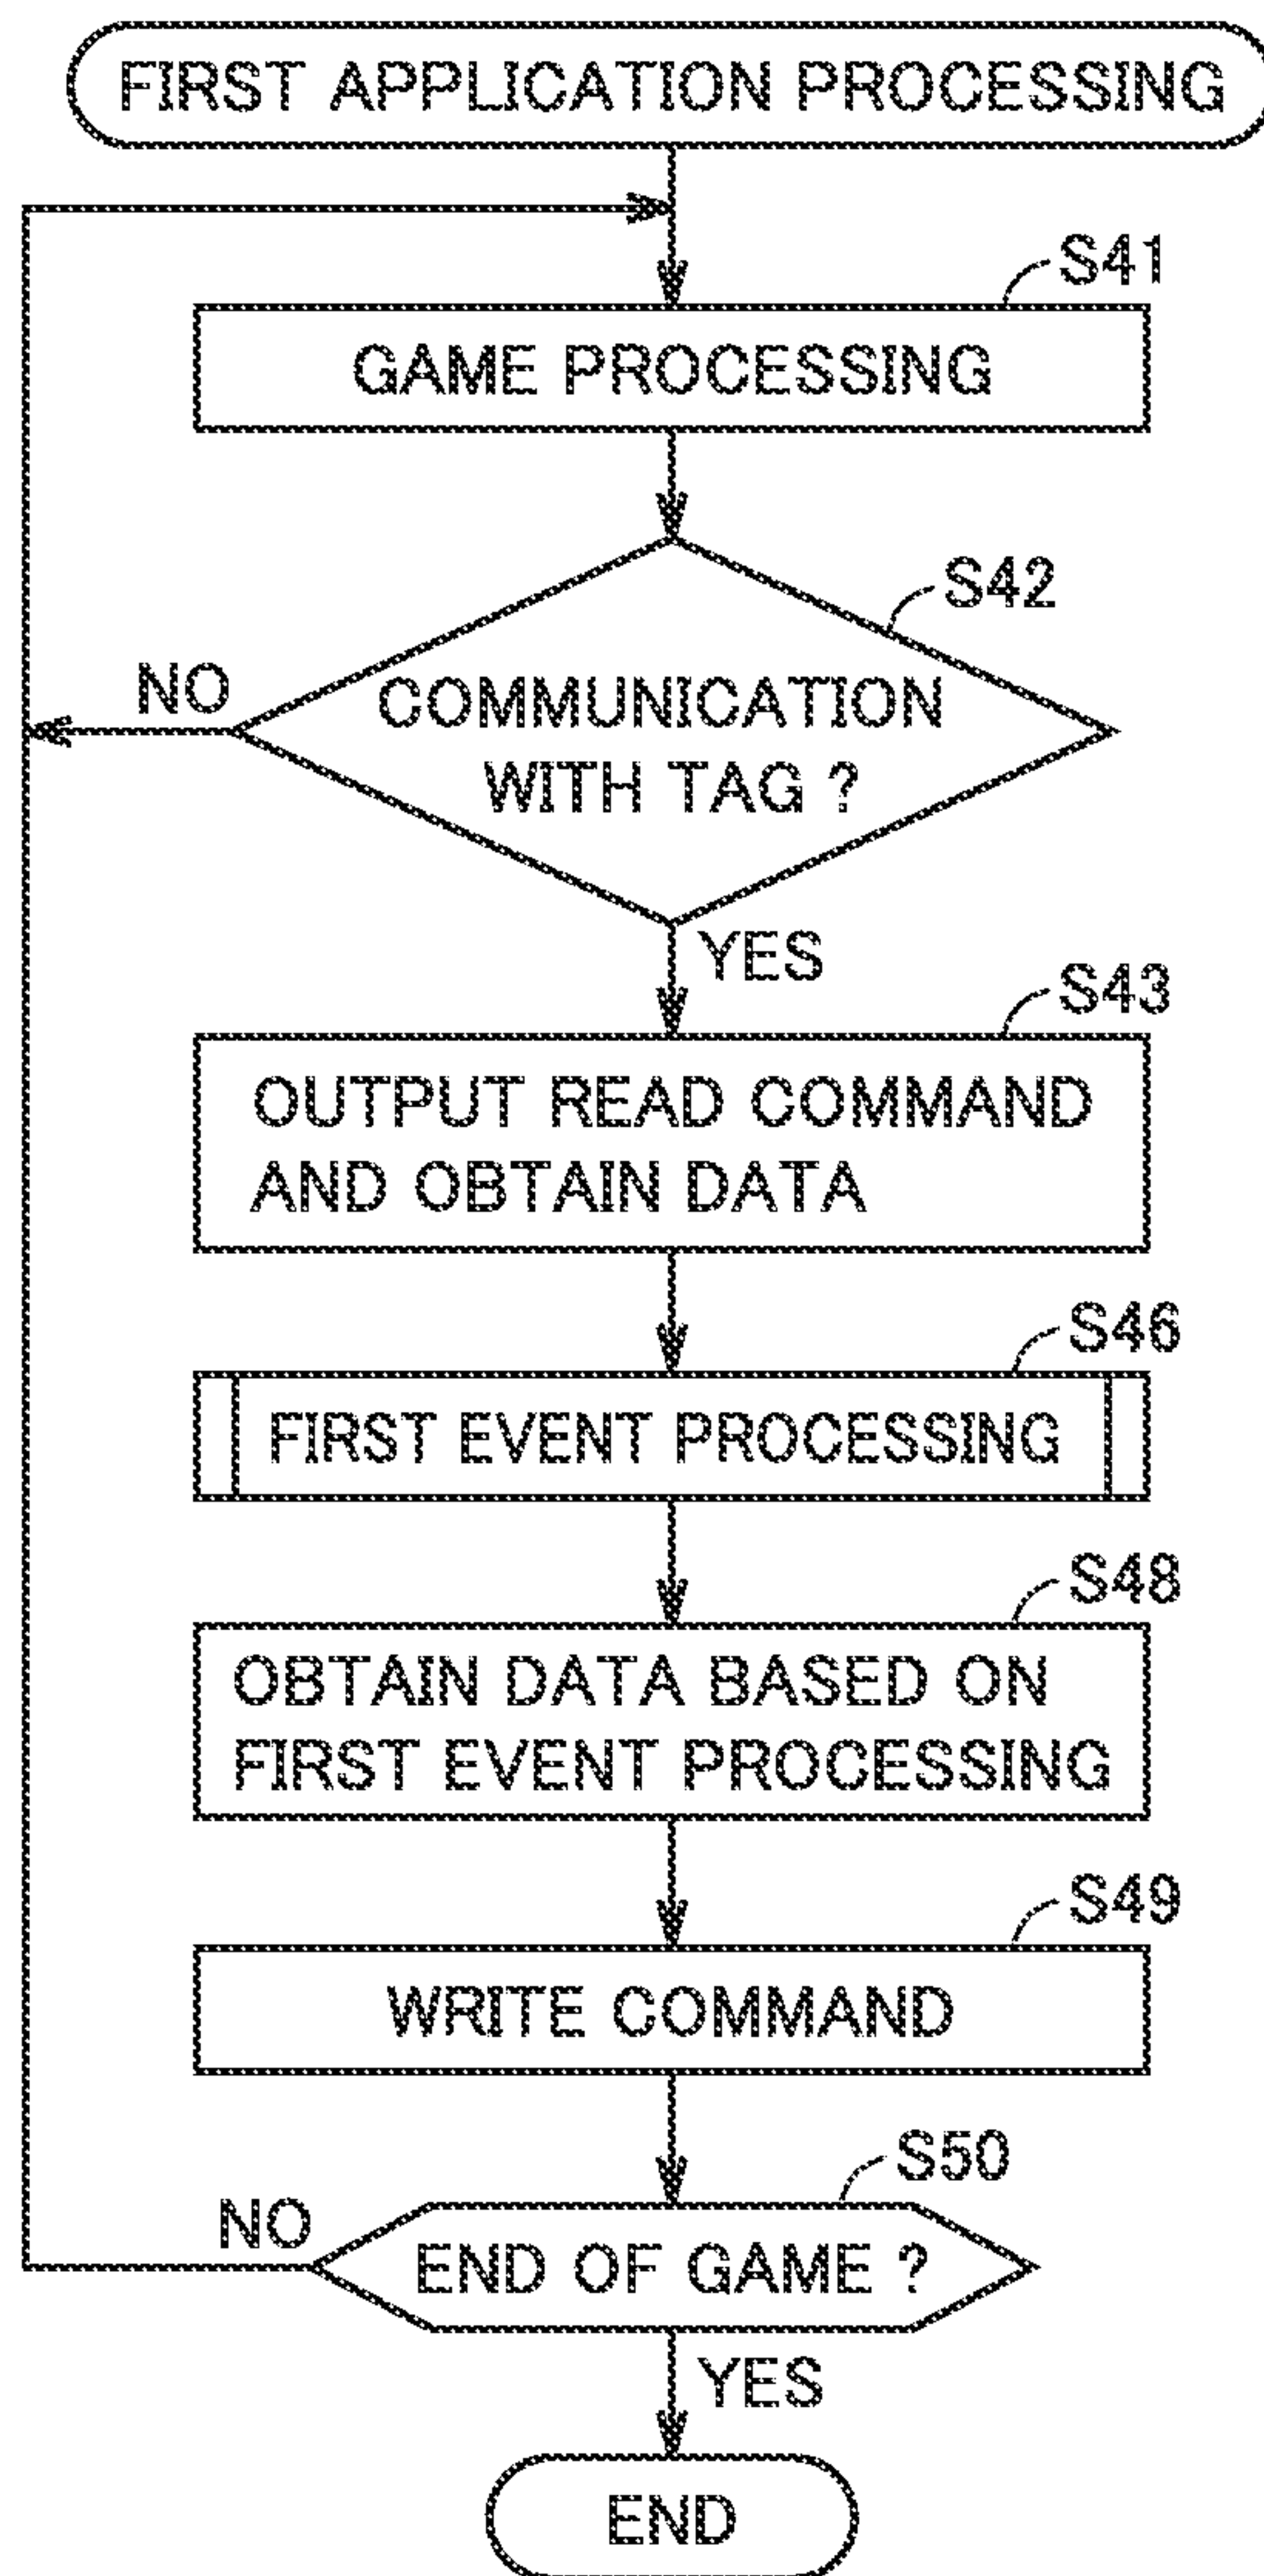 FIRST APPLICATION PROCESSING
S41
GAME PROCESSING
S42
NO
COMMUNICATION
WITH TAG ?
YES
S43
OUTPUT READ COMMAND
AND OBTAIN DATA
S46
FIRST EVENT PROCESSING
S48
OBTAIN DATA BASED ON
FIRST EVENT PROCESSING
S49
WRITE COMMAND
S50
NO
END OF GAME ?
YES
END